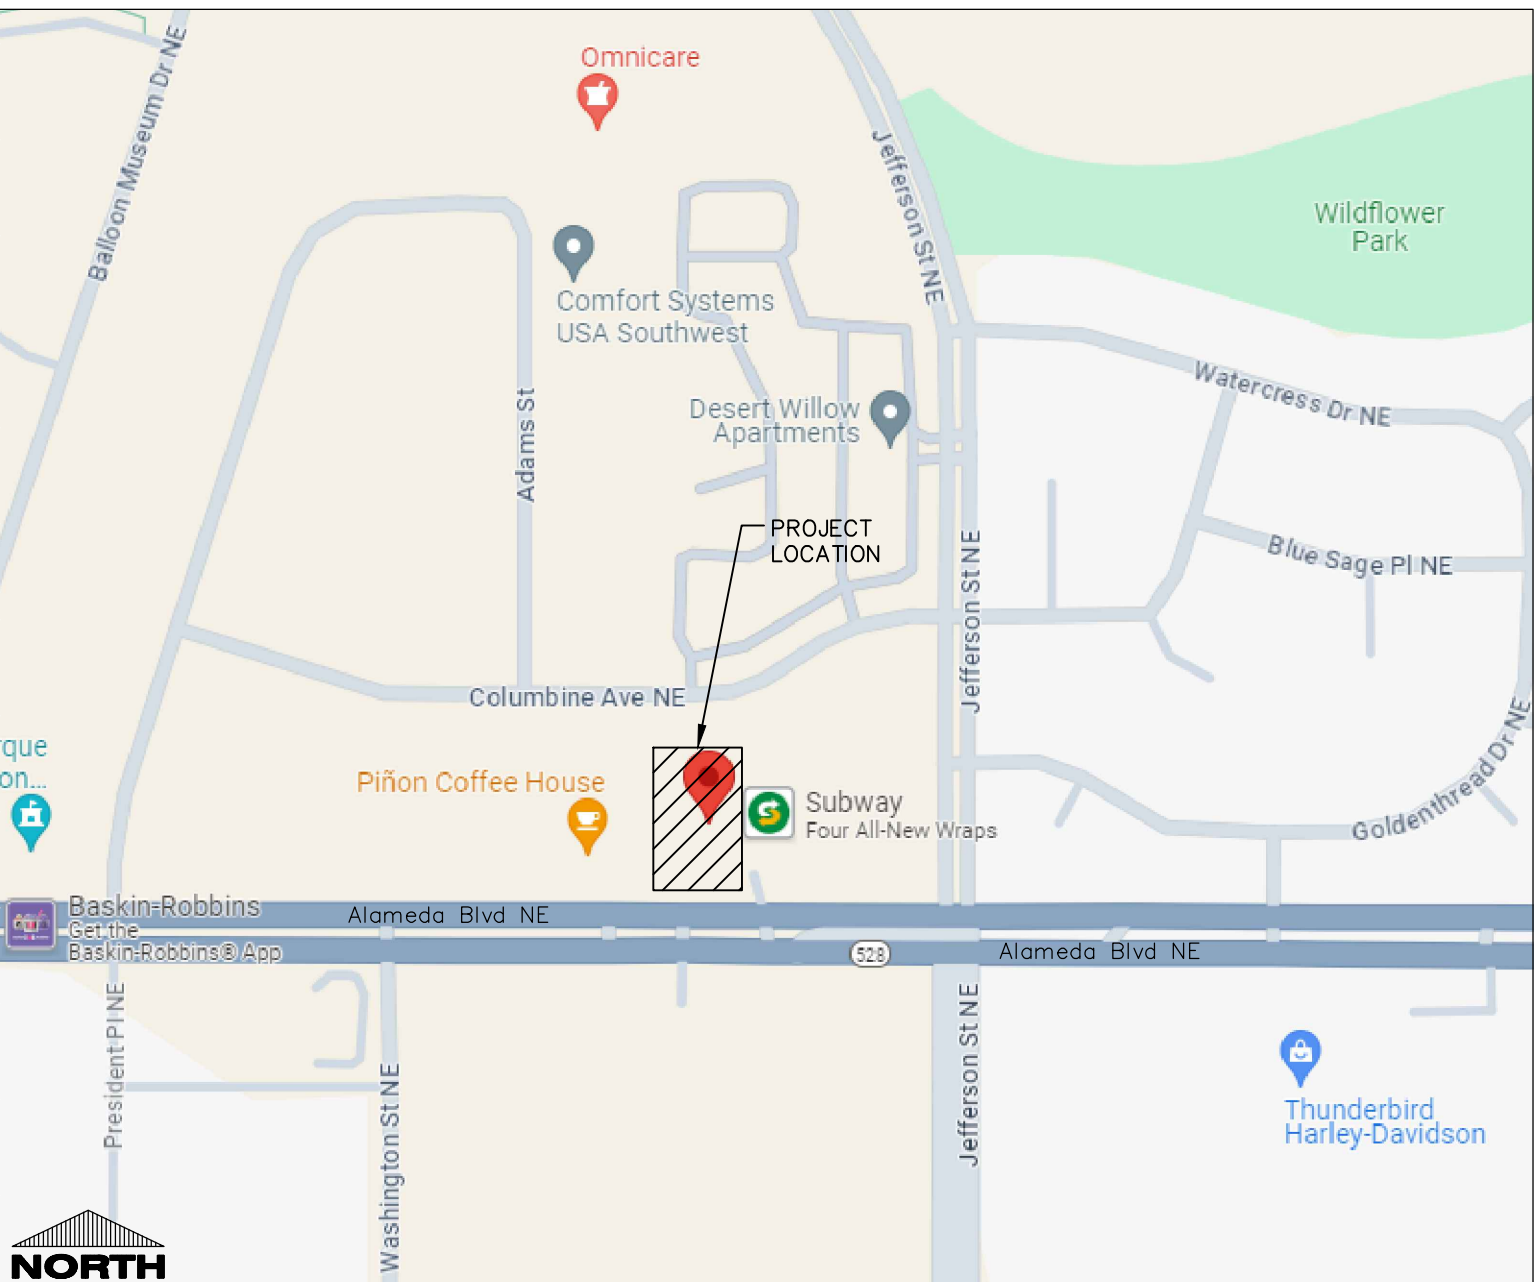 Omnicare
Balloon Museum Dr NE
Jefferson St NE
Wildflower
Park
Comfort Systems
USA Southwest
Watercress Dr NE
Desert Willow
Apartments
Adams St
PROJECT
LOCATION
Blue Sage Pl NE
Jefferson St NE
Columbine Ave NE
Goldenthread Dr NE
rque
on...
Piñon Coffee House
Subway
Four All-New Wraps
Baskin-Robbins
Get the
Baskin-Robbins® App
Alameda Blvd NE
528
Alameda Blvd NE
President Pl NE
Washington St NE
Jefferson St NE
Thunderbird
Harley-Davidson
NORTH